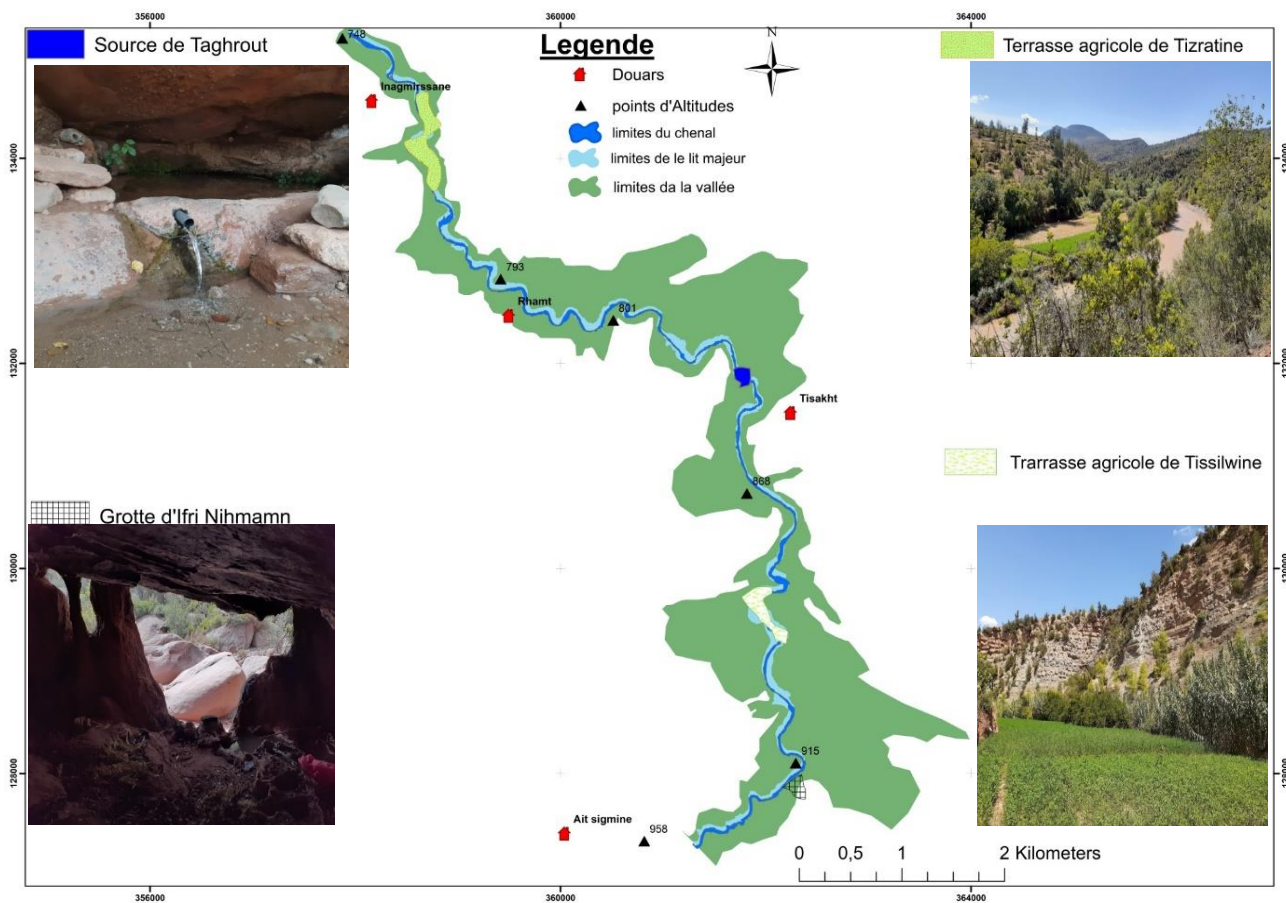 356000
360000
364000
Source de Taghrout
Legende
N
Terrasse agricole de Tizratine
Douars
points d'Altitudes
limites du chenal
limites de le lit majeur
limites da la vallée
748
Inagmirssane
134000
134000
793
Rhamt
801
132000
132000
Tisakht
868
Trarrasse agricole de Tissilwine
Grotte d'Ifri Nihmamn
130000
130000
915
128000
128000
Ait sigmine
958
0 0,5 1 2 Kilometers
356000
360000
364000